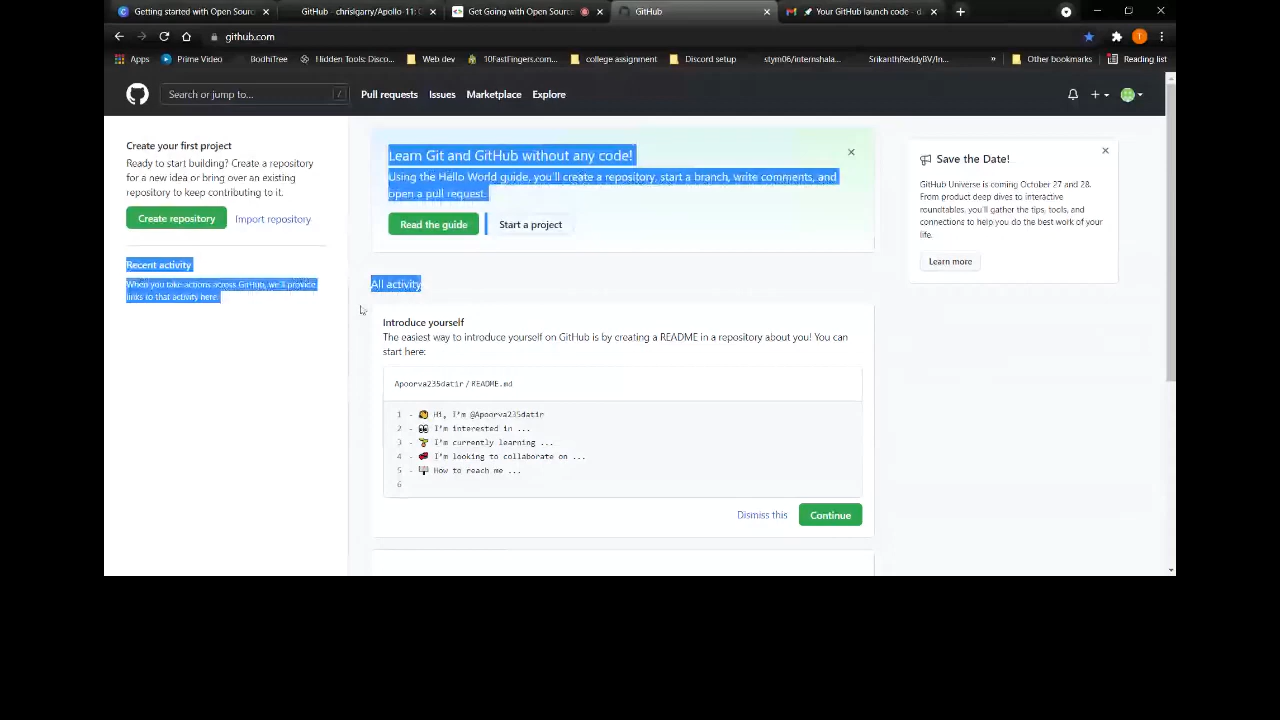 Getting started with Open Sourc
GitHub - chrislgarry/Apollo-11:
Get Going with Open Source
GitHub
Your GitHub launch code - d
github.com
T
Apps
Prime Video
BodhiTree
Hidden Tools: Disco...
Web dev
10FastFingers.com...
college assignment
Discord setup
stym06/internshala...
SrikanthReddyBV/In...
»
Other bookmarks
Reading list
Search or jump to...
/
Pull requests
Issues
Marketplace
Explore
Create your first project
Ready to start building? Create a repository
for a new idea or bring over an existing
repository to keep contributing to it.
Create repository
Import repository
Recent activity
When you take actions across GitHub, we'll provide
links to that activity here.
Learn Git and GitHub without any code!
Using the Hello World guide, you'll create a repository, start a branch, write comments, and
open a pull request.
Read the guide
Start a project
All activity
Introduce yourself
The easiest way to introduce yourself on GitHub is by creating a README in a repository about you! You can
start here:
Apoorva235datir / README.md
1 - 👋 Hi, I'm @Apoorva235datir
2 - 👀 I'm interested in ...
3 - 🌱 I'm currently learning ...
4 - 💞️ I'm looking to collaborate on ...
5 - 📫 How to reach me ...
6
Dismiss this
Continue
Save the Date!
GitHub Universe is coming October 27 and 28.
From product deep dives to interactive
roundtables, you'll gather the tips, tools, and
connections to help you do the best work of your
life.
Learn more